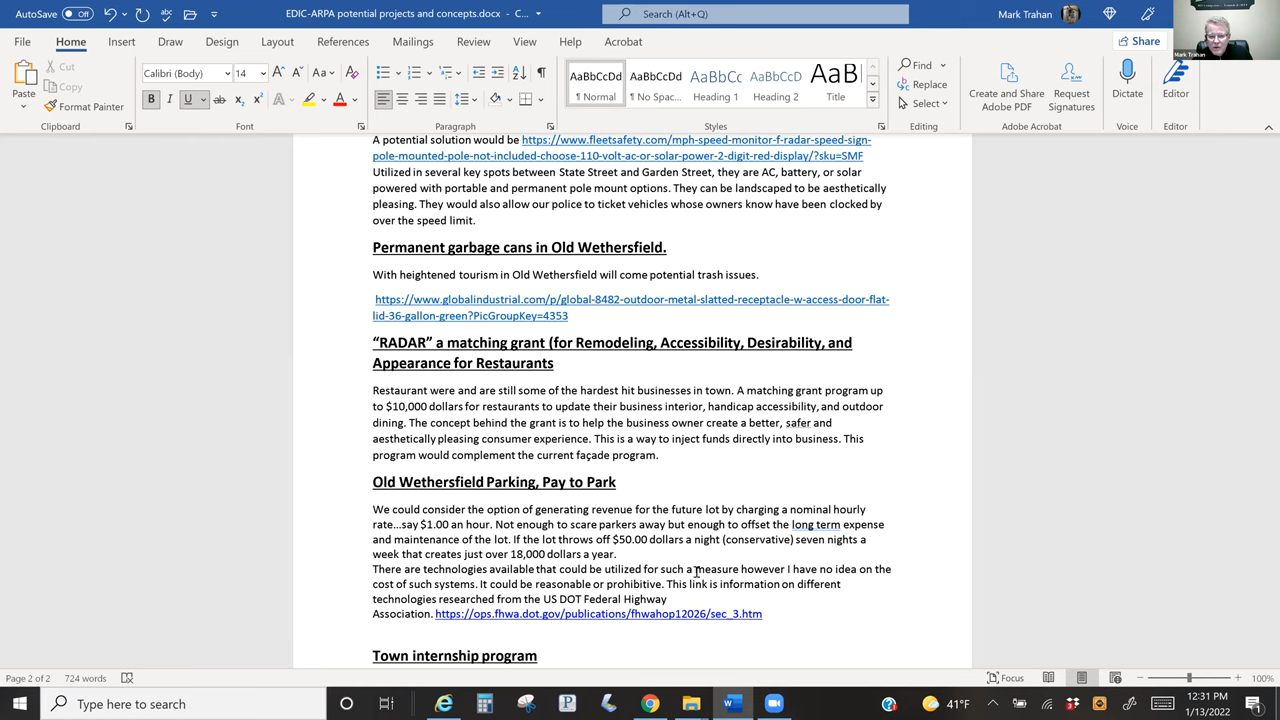 EDIC-ARPA potential projects and concepts.docx - Word
Search (Alt+Q)
Mark Trahan
File Home Insert Draw Design Layout References Mailings Review View Help Acrobat
Share
Paste
Cut
Copy
Format Painter
Calibri (Body) 14
AaBbCcDd AaBbCcDd AaBbCc AaBbCcD AaB
Normal No Spac... Heading 1 Heading 2 Title
Find
Replace
Select
Create and Share Adobe PDF
Request Signatures
Dictate
Editor
Clipboard Font Paragraph Styles Editing Adobe Acrobat Voice Editor
Mark Trahan
A potential solution would be https://www.fleetsafety.com/mph-speed-monitor-f-radar-speed-sign-
pole-mounted-pole-not-included-choose-110-volt-ac-or-solar-power-2-digit-red-display/?sku=SMF
Utilized in several key spots between State Street and Garden Street, they are AC, battery, or solar
powered with portable and permanent pole mount options. They can be landscaped to be aesthetically
pleasing. They would also allow our police to ticket vehicles whose owners know have been clocked by
over the speed limit.
Permanent garbage cans in Old Wethersfield.
With heightened tourism in Old Wethersfield will come potential trash issues.
https://www.globalindustrial.com/p/global-8482-outdoor-metal-slatted-receptacle-w-access-door-flat-
lid-36-gallon-green?PicGroupKey=4353
“RADAR” a matching grant (for Remodeling, Accessibility, Desirability, and
Appearance for Restaurants
Restaurant were and are still some of the hardest hit businesses in town. A matching grant program up
to $10,000 dollars for restaurants to update their business interior, handicap accessibility, and outdoor
dining. The concept behind the grant is to help the business owner create a better, safer and
aesthetically pleasing consumer experience. This is a way to inject funds directly into business. This
program would complement the current façade program.
Old Wethersfield Parking, Pay to Park
We could consider the option of generating revenue for the future lot by charging a nominal hourly
rate...say $1.00 an hour. Not enough to scare parkers away but enough to offset the long term expense
and maintenance of the lot. If the lot throws off $50.00 dollars a night (conservative) seven nights a
week that creates just over 18,000 dollars a year.
There are technologies available that could be utilized for such a measure however I have no idea on the
cost of such systems. It could be reasonable or prohibitive. This link is information on different
technologies researched from the US DOT Federal Highway
Association. https://ops.fhwa.dot.gov/publications/fhwahop12026/sec_3.htm
Town internship program
Page 2 of 2 724 words
Focus
100%
Type here to search
41°F
12:31 PM
1/13/2022